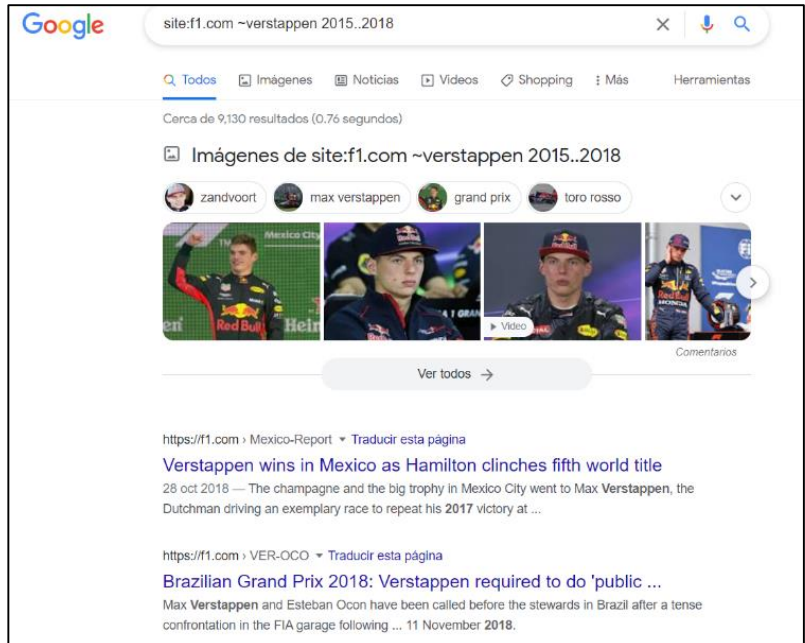 Google
site:f1.com ~verstappen 2015..2018
Todos Imágenes Noticias Videos Shopping Más Herramientas
Cerca de 9,130 resultados (0.76 segundos)
Imágenes de site:f1.com ~verstappen 2015..2018
zandvoort max verstappen grand prix toro rosso
Mexico City
Red Bull
Video
Comentarios
Ver todos →
https://f1.com › Mexico-Report ▾ Traducir esta página
Verstappen wins in Mexico as Hamilton clinches fifth world title
28 oct 2018 — The champagne and the big trophy in Mexico City went to Max Verstappen, the
Dutchman driving an exemplary race to repeat his 2017 victory at ...
https://f1.com › VER-OCO ▾ Traducir esta página
Brazilian Grand Prix 2018: Verstappen required to do 'public ...
Max Verstappen and Esteban Ocon have been called before the stewards in Brazil after a tense
confrontation in the FIA garage following ... 11 November 2018.